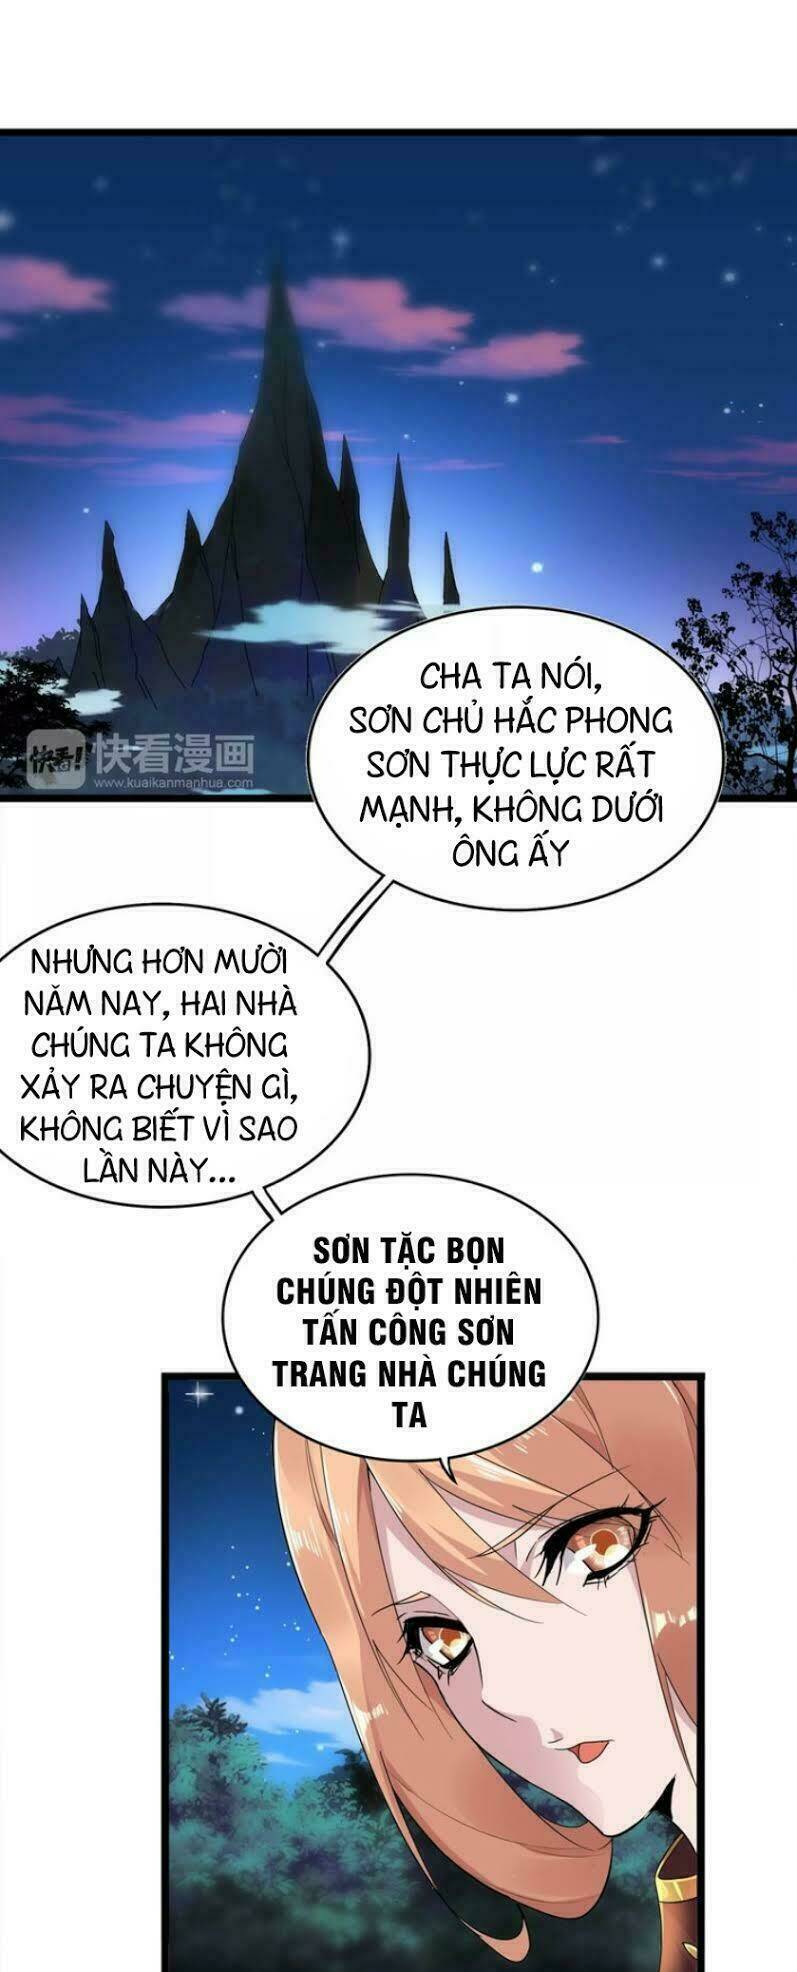 CHA TA NÓI,
SƠN CHỦ HẮC PHONG
SƠN THỰC LỰC RẤT
MẠNH, KHÔNG DƯỚI
ÔNG ẤY
快看! 快看漫画
www.kuaikanmanhua.com
NHƯNG HƠN MƯỜI
NĂM NAY, HAI NHÀ
CHÚNG TA KHÔNG
XẢY RA CHUYỆN GÌ,
KHÔNG BIẾT VÌ SAO
LẦN NÀY...
SƠN TẶC BỌN
CHÚNG ĐỘT NHIÊN
TẤN CÔNG SƠN
TRANG NHÀ CHÚNG
TA